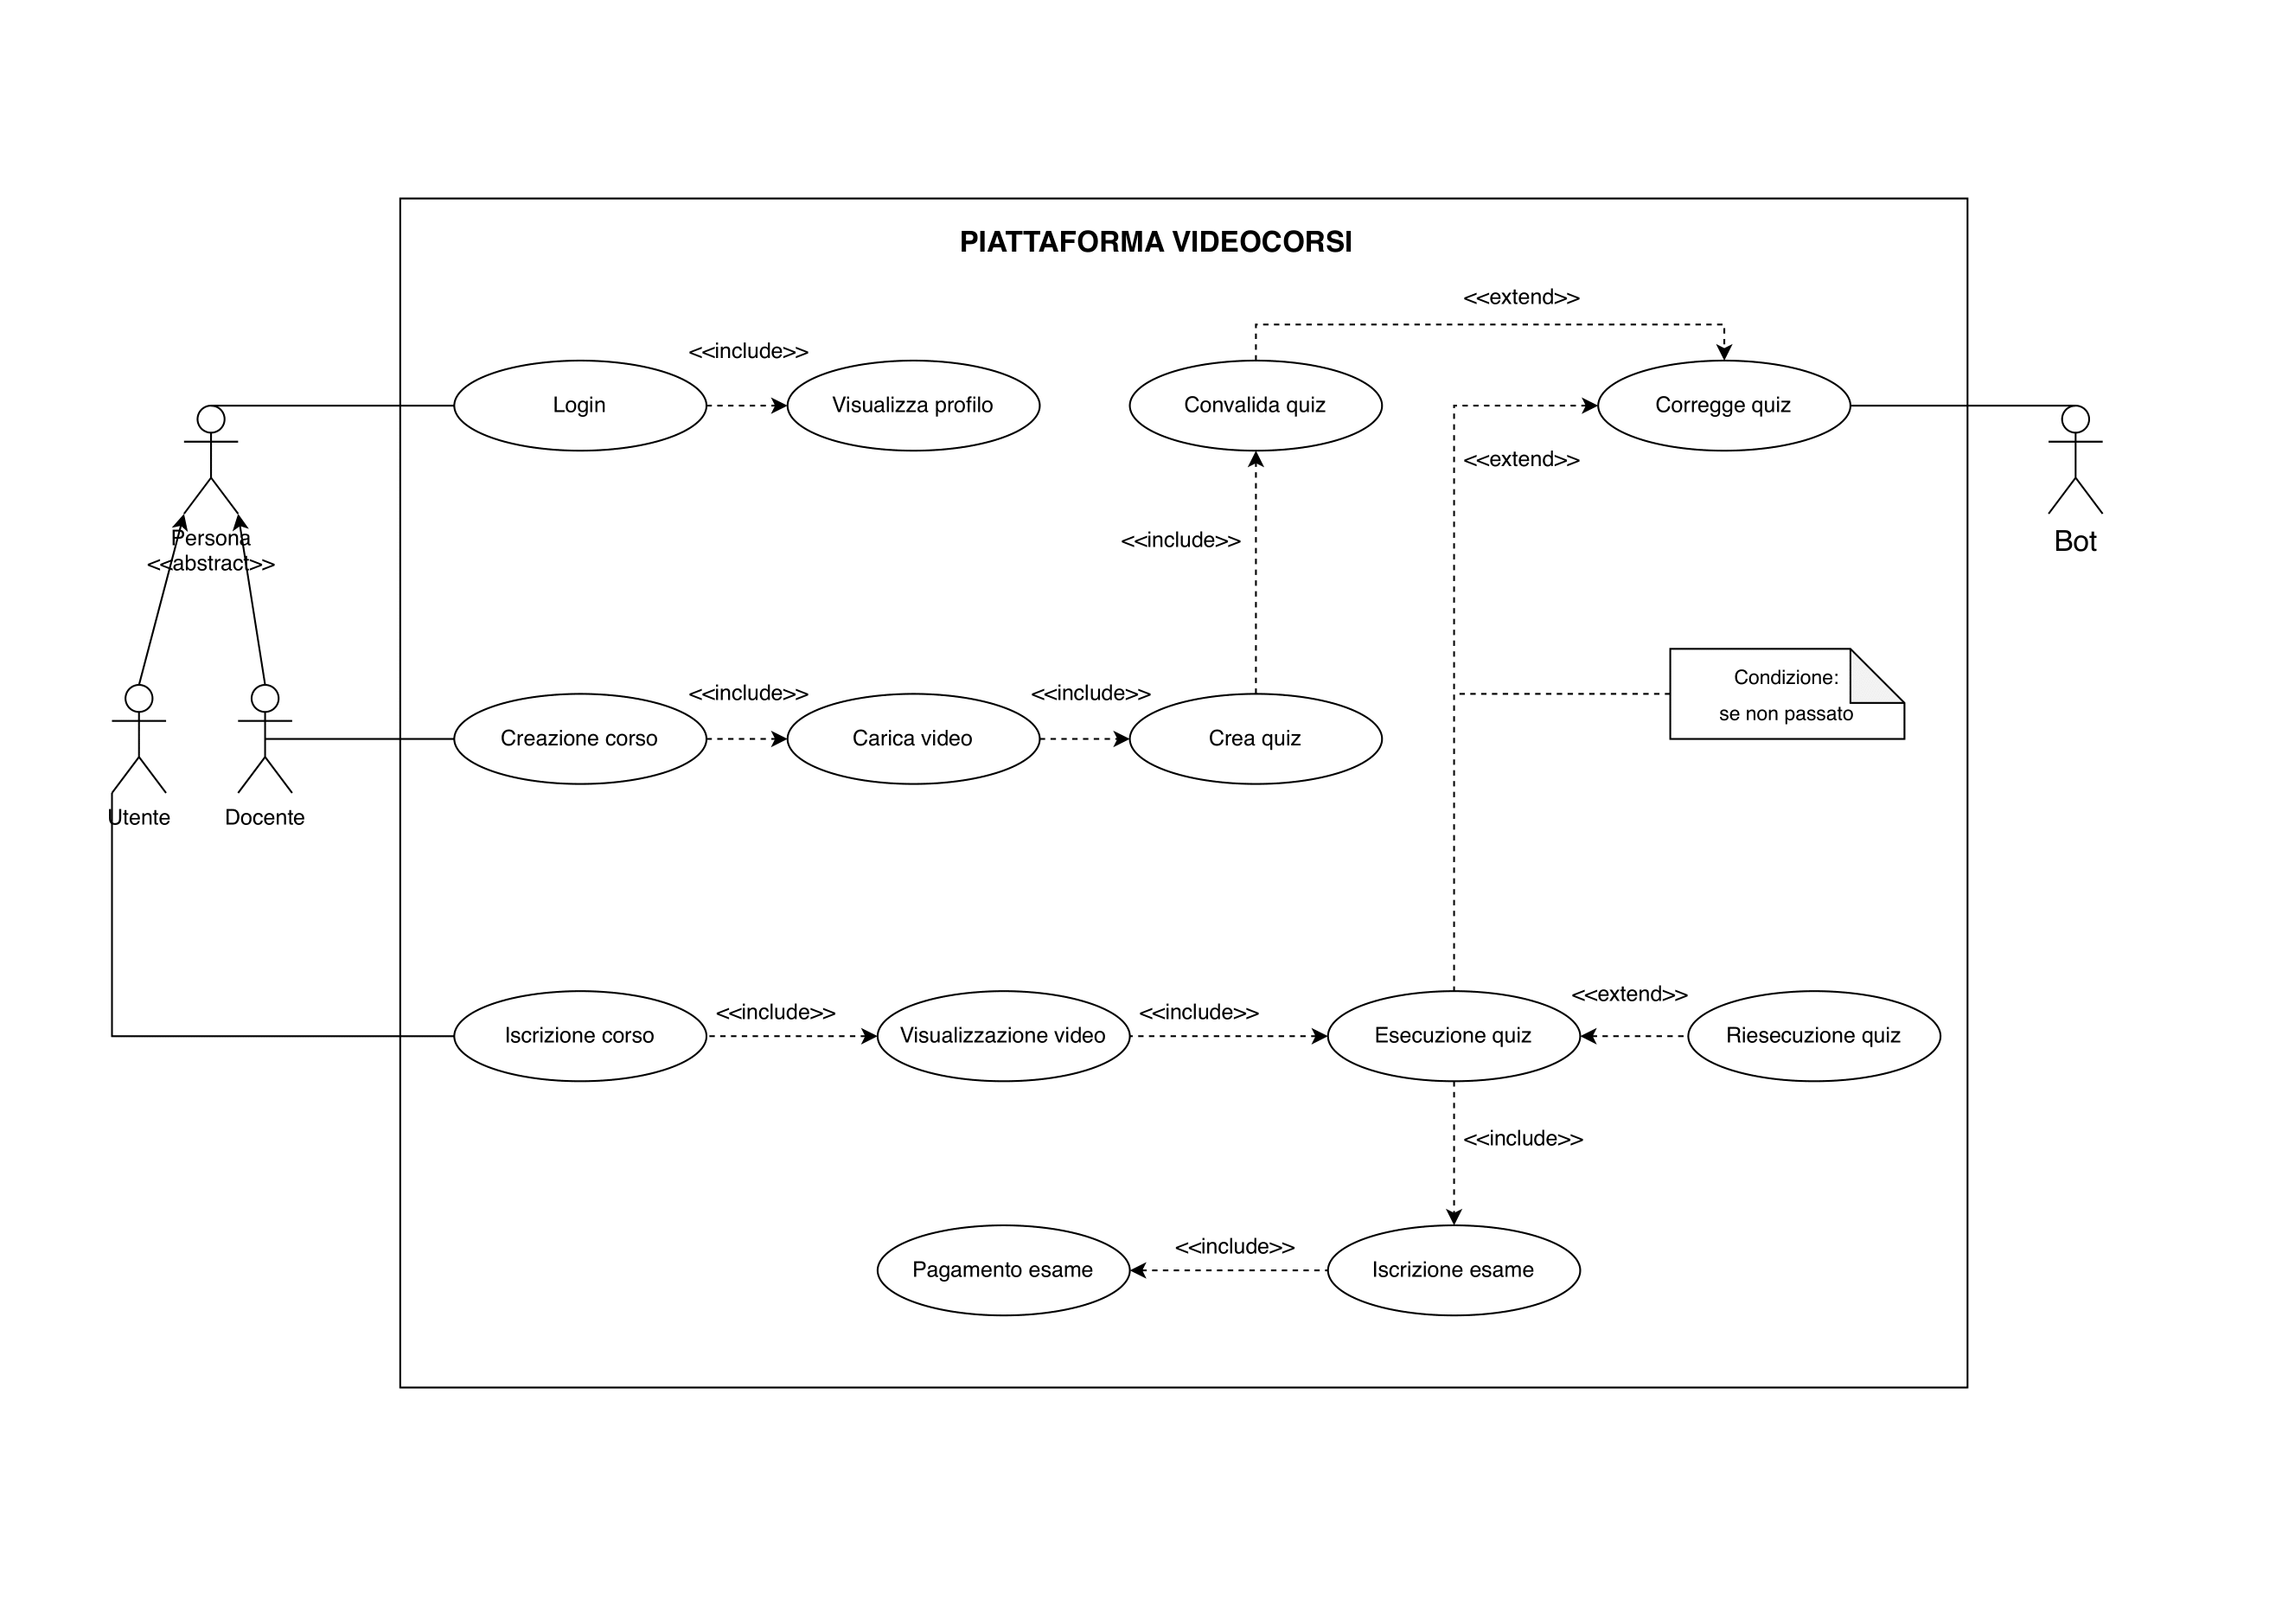 PIATTAFORMA VIDEOCORSI
<<extend>>
<<include>>
Login
Visualizza profilo
Convalida quiz
Corregge quiz
<<extend>>
Persona
<<abstract>>
<<include>>
Bot
Condizione:
se non passato
<<include>>
<<include>>
Creazione corso
Carica video
Crea quiz
Utente
Docente
<<include>>
<<include>>
<<extend>>
Iscrizione corso
Visualizzazione video
Esecuzione quiz
Riesecuzione quiz
<<include>>
<<include>>
Pagamento esame
Iscrizione esame